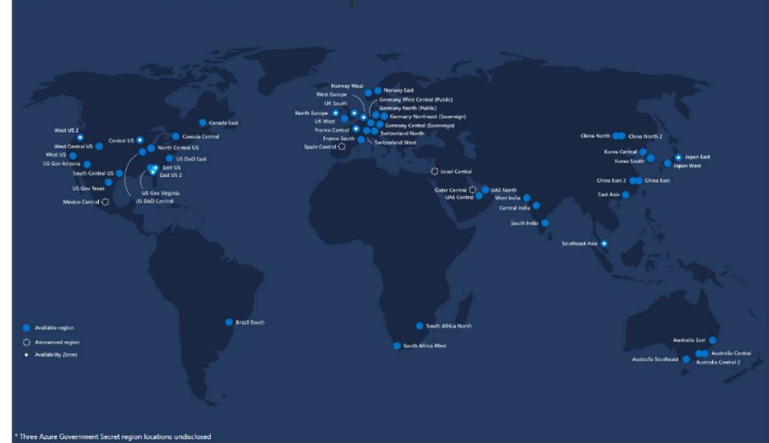 Norway West
Norway East
West Europe
Germany West Central (Public)
UK South
Germany North (Public)
North Europe
Germany Northeast (Sovereign)
UK West
Germany Central (Sovereign)
France Central
Switzerland North
France South
Switzerland West
Spain Central
Canada East
West US 2
Central US
Canada Central
West Central US
North Central US
West US
US DoD East
US Gov Arizona
East US
South Central US
East US 2
US Gov Texas
US Gov Virginia
Mexico Central
US DoD Central
China North
China North 2
Korea Central
Japan East
Korea South
Japan West
Israel Central
Qatar Central
UAE North
UAE Central
West India
Central India
South India
China East 2
China East
East Asia
Southeast Asia
Brazil South
South Africa North
South Africa West
Australia East
Australia Central
Australia Southeast
Australia Central 2
Available region
Announced region
Availability Zones
* Three Azure Government Secret region locations undisclosed